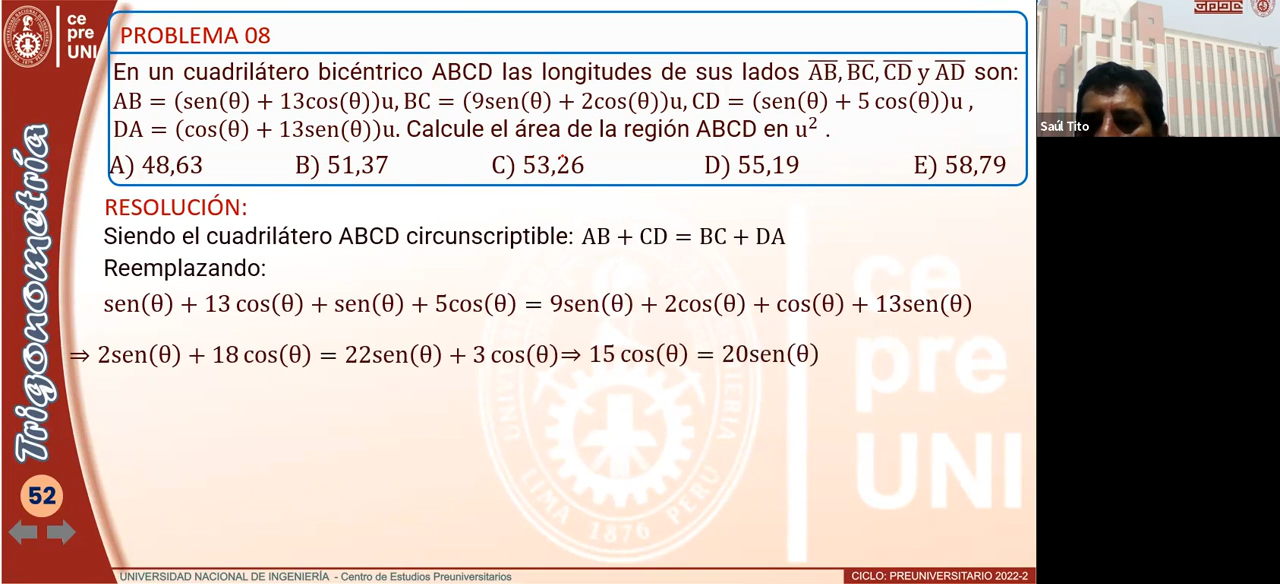 ce
pre
UNI
PROBLEMA 08
En un cuadrilátero bicéntrico ABCD las longitudes de sus lados A̅B̅, B̅C̅, C̅D̅ y A̅D̅ son:
AB = (sen(θ) + 13cos(θ))u, BC = (9sen(θ) + 2cos(θ))u, CD = (sen(θ) + 5 cos(θ))u ,
DA = (cos(θ) + 13sen(θ))u. Calcule el área de la región ABCD en u² .
A) 48,63 B) 51,37 C) 53,26 D) 55,19 E) 58,79
Saúl Tito
RESOLUCIÓN:
Siendo el cuadrilátero ABCD circunscriptible: AB + CD = BC + DA
Reemplazando:
sen(θ) + 13 cos(θ) + sen(θ) + 5cos(θ) = 9sen(θ) + 2cos(θ) + cos(θ) + 13sen(θ)
⇒ 2sen(θ) + 18 cos(θ) = 22sen(θ) + 3 cos(θ)⇒ 15 cos(θ) = 20sen(θ)
Trigonometría
52
ce
pre
UNI
LIMA 1876 PERU
UNIVERSIDAD NACIONAL DE INGENIERÍA - Centro de Estudios Preuniversitarios
CICLO: PREUNIVERSITARIO 2022-2